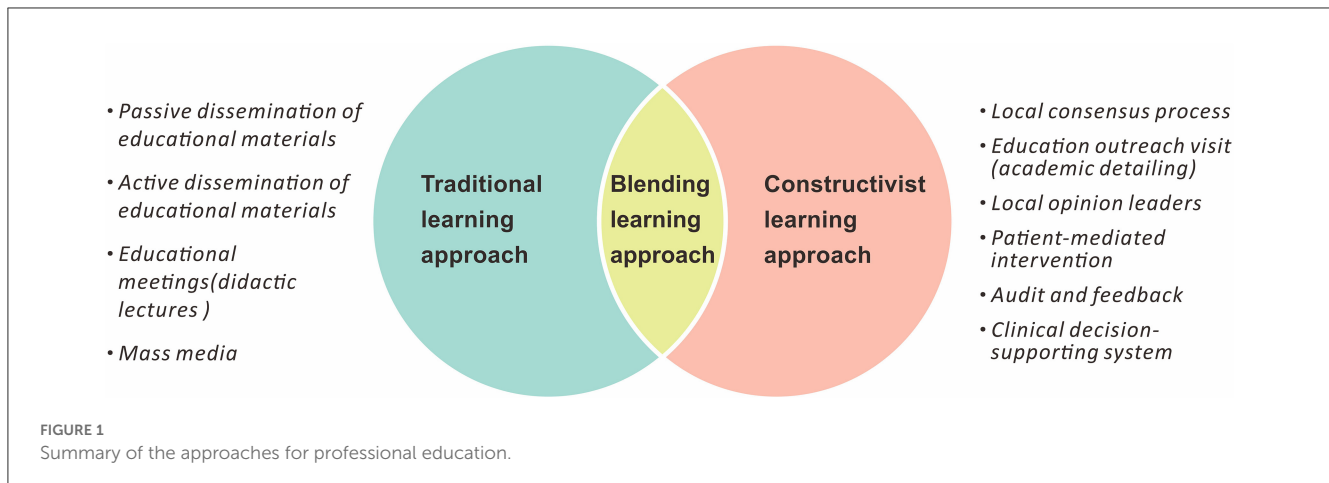 • Passive dissemination of
educational materials
• Active dissemination of
educational materials
• Educational
meetings(didactic
lectures )
• Mass media
Traditional
learning
approach
Blending
learning
approach
Constructivist
learning
approach
• Local consensus process
• Education outreach visit
(academic detailing)
• Local opinion leaders
• Patient-mediated
intervention
• Audit and feedback
• Clinical decision-
supporting system
FIGURE 1
Summary of the approaches for professional education.